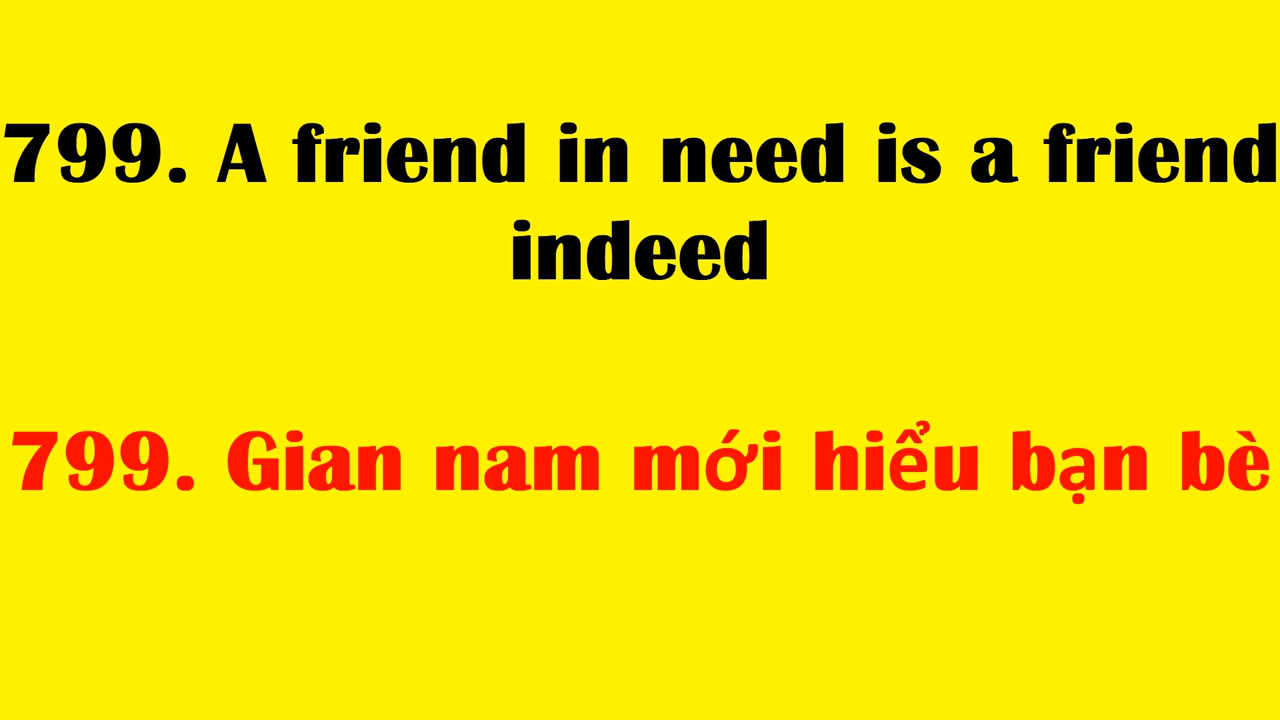 799. A friend in need is a friend
indeed
799. Gian nam mới hiểu bạn bè